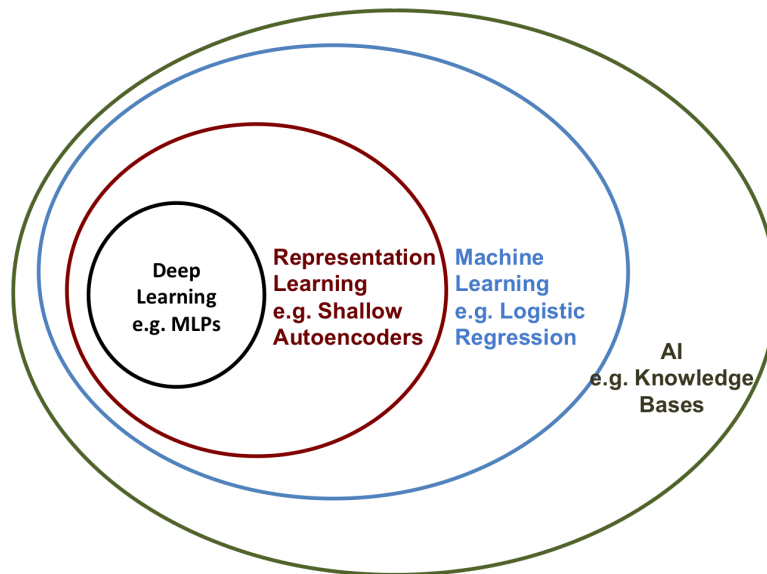 Deep
Learning
e.g. MLPs
Representation
Learning
e.g. Shallow
Autoencoders
Machine
Learning
e.g. Logistic
Regression
AI
e.g. Knowledge
Bases